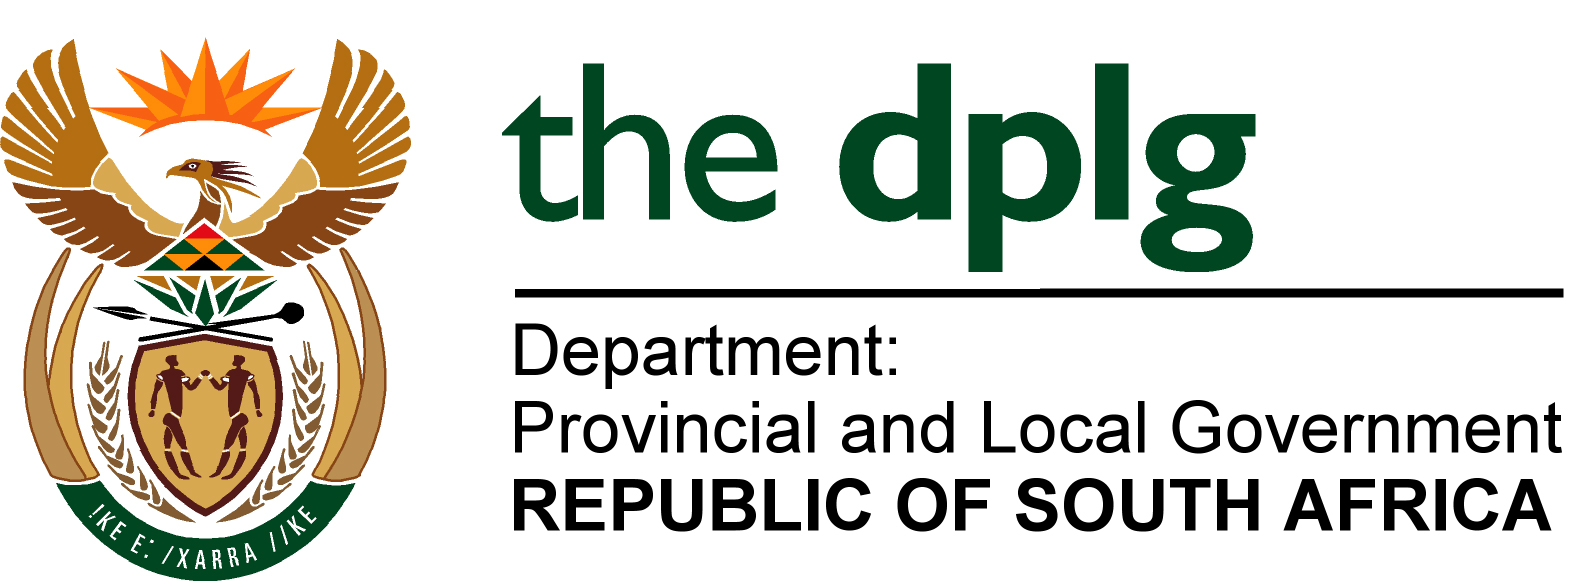 the dplg
Department:
Provincial and Local Government
REPUBLIC OF SOUTH AFRICA
!KE E: /XARRA //KE